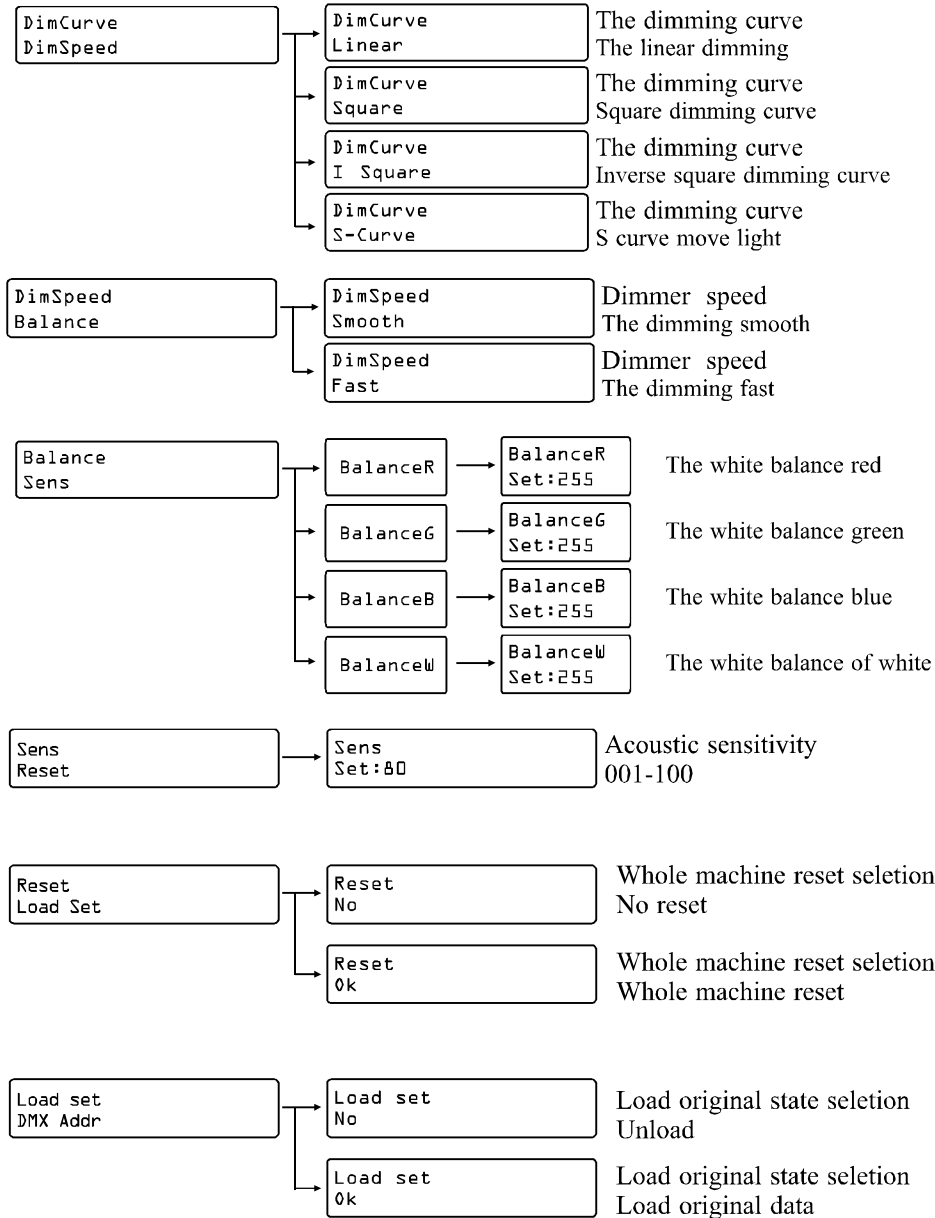 DimCurve
DimSpeed
DimCurve
Linear
The dimming curve
The linear dimming
DimCurve
Square
The dimming curve
Square dimming curve
DimCurve
I Square
The dimming curve
Inverse square dimming curve
DimCurve
S-Curve
The dimming curve
S curve move light
DimSpeed
Balance
DimSpeed
Smooth
Dimmer speed
The dimming smooth
DimSpeed
Fast
Dimmer speed
The dimming fast
Balance
Sens
BalanceR
BalanceR
Set:255
The white balance red
BalanceG
BalanceG
Set:255
The white balance green
BalanceB
BalanceB
Set:255
The white balance blue
BalanceW
BalanceW
Set:255
The white balance of white
Sens
Reset
Sens
Set:80
Acoustic sensitivity
001-100
Reset
Load Set
Reset
No
Whole machine reset seletion
No reset
Reset
Ok
Whole machine reset seletion
Whole machine reset
Load set
DMX Addr
Load set
No
Load original state seletion
Unload
Load set
Ok
Load original state seletion
Load original data